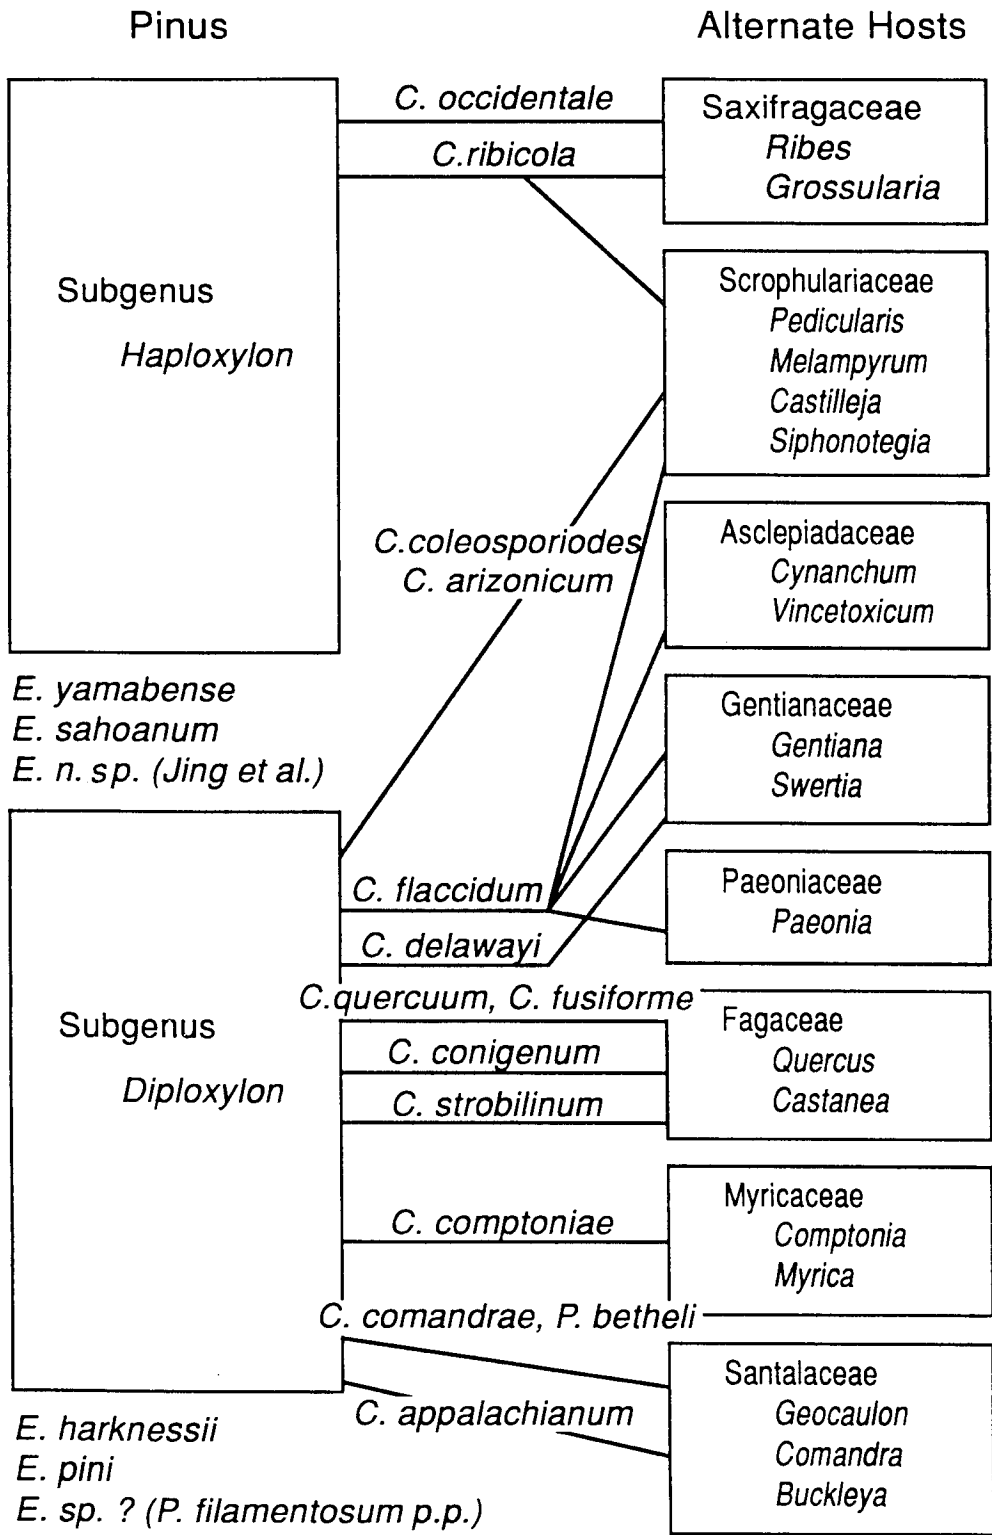 Pinus
Alternate Hosts
C. occidentale
C.ribicola
Saxifragaceae
Ribes
Grossularia
Subgenus
Haploxylon
Scrophulariaceae
Pedicularis
Melampyrum
Castilleja
Siphonotegia
C.coleosporiodes
C. arizonicum
Asclepiadaceae
Cynanchum
Vincetoxicum
E. yamabense
E. sahoanum
E. n. sp. (Jing et al.)
Gentianaceae
Gentiana
Swertia
C. flaccidum
C. delawayi
Paeoniaceae
Paeonia
C.quercuum, C. fusiforme
C. conigenum
C. strobilinum
Subgenus
Diploxylon
Fagaceae
Quercus
Castanea
C. comptoniae
Myricaceae
Comptonia
Myrica
C. comandrae, P. betheli
C. appalachianum
Santalaceae
Geocaulon
Comandra
Buckleya
E. harknessii
E. pini
E. sp. ? (P. filamentosum p.p.)